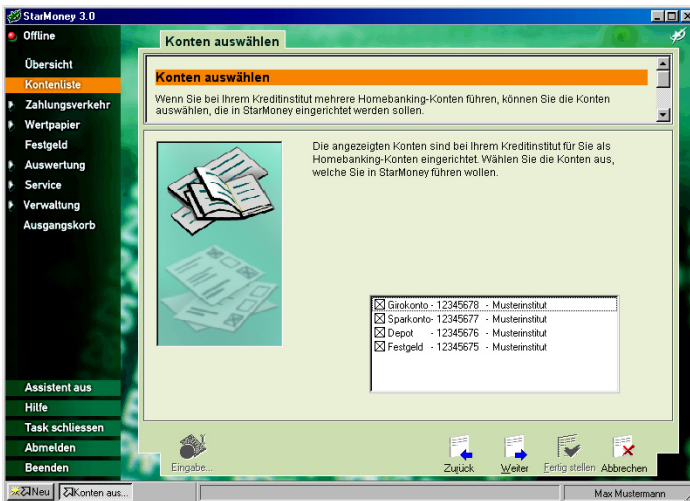 StarMoney 3.0
Offline
Übersicht
Kontenliste
Zahlungsverkehr
Wertpapier
Festgeld
Auswertung
Service
Verwaltung
Ausgangskorb
Assistent aus
Hilfe
Task schliessen
Abmelden
Beenden
Konten auswählen
Konten auswählen
Wenn Sie bei Ihrem Kreditinstitut mehrere Homebanking-Konten führen, können Sie die Konten
auswählen, die in StarMoney eingerichtet werden sollen.
Die angezeigten Konten sind bei Ihrem Kreditinstitut für Sie als
Homebanking-Konten eingerichtet. Wählen Sie die Konten aus,
welche Sie in StarMoney führen wollen.
Girokonto - 12345678 - Musterinstitut
Sparkonto- 12345677 - Musterinstitut
Depot - 12345676 - Musterinstitut
Festgeld - 12345675 - Musterinstitut
Eingabe... Zurück Weiter Fertig stellen Abbrechen
Neu Konten aus... Max Mustermann